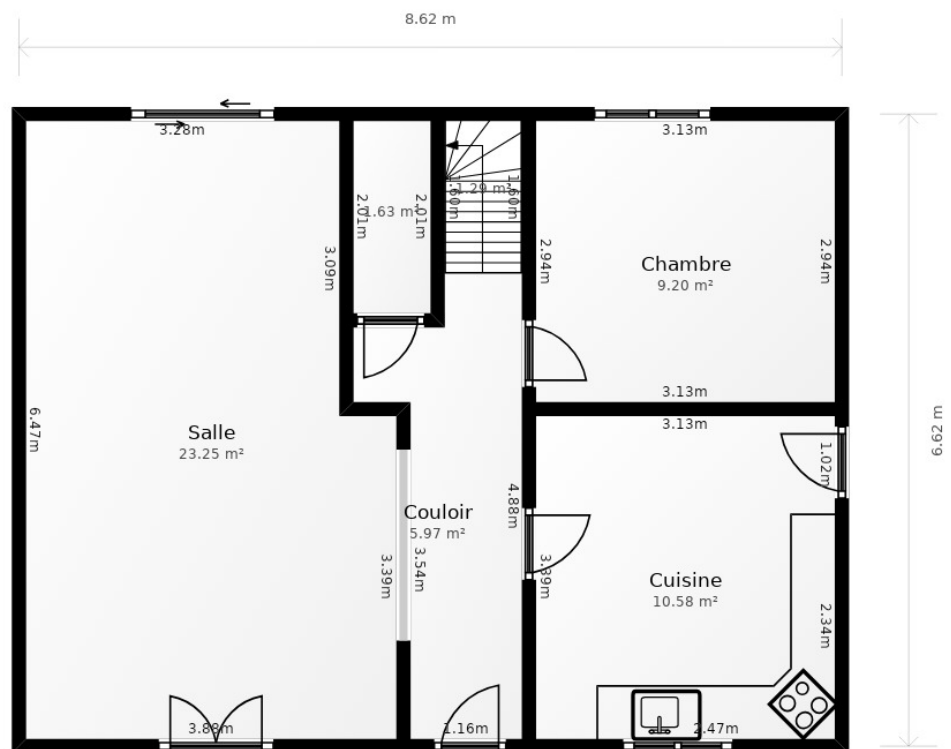 8.62 m
3.28m
3.13m
1.29 m²
1.60m
1.60m
2.01m
1.63 m²
2.01m
3.09m
2.94m
2.94m
Chambre
9.20 m²
3.13m
3.13m
6.47m
6.62 m
Salle
23.25 m²
1.02m
Couloir
5.97 m²
4.88m
3.39m
3.54m
3.39m
Cuisine
10.58 m²
2.34m
3.88m
1.16m
2.47m